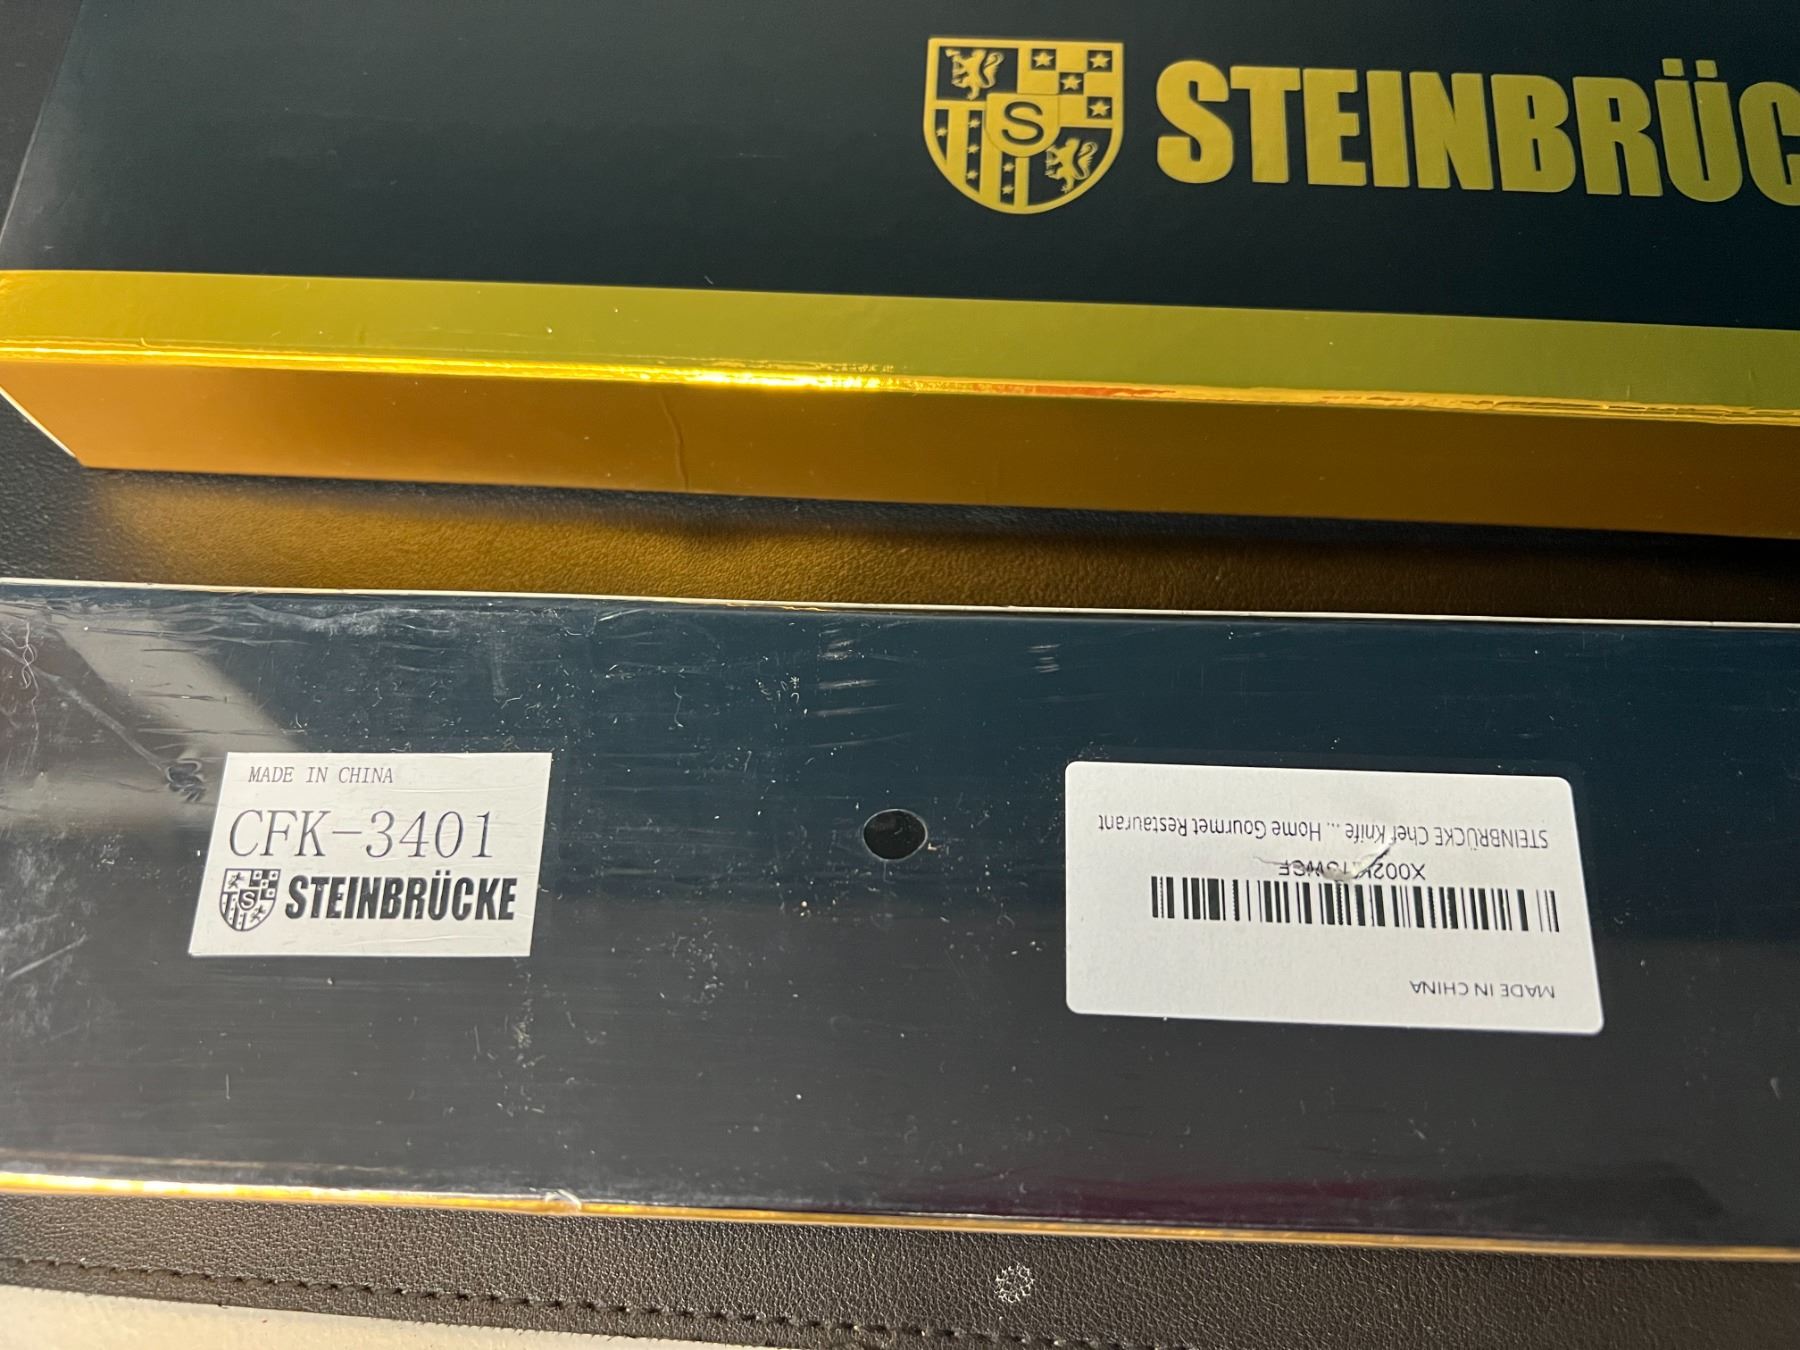 S
STEINBRÜC
MADE IN CHINA
CFK-3401
S
STEINBRÜCKE
STEINBRÜCKE Chef Knife ... Home Gourmet Restaurant
MADE IN CHINA